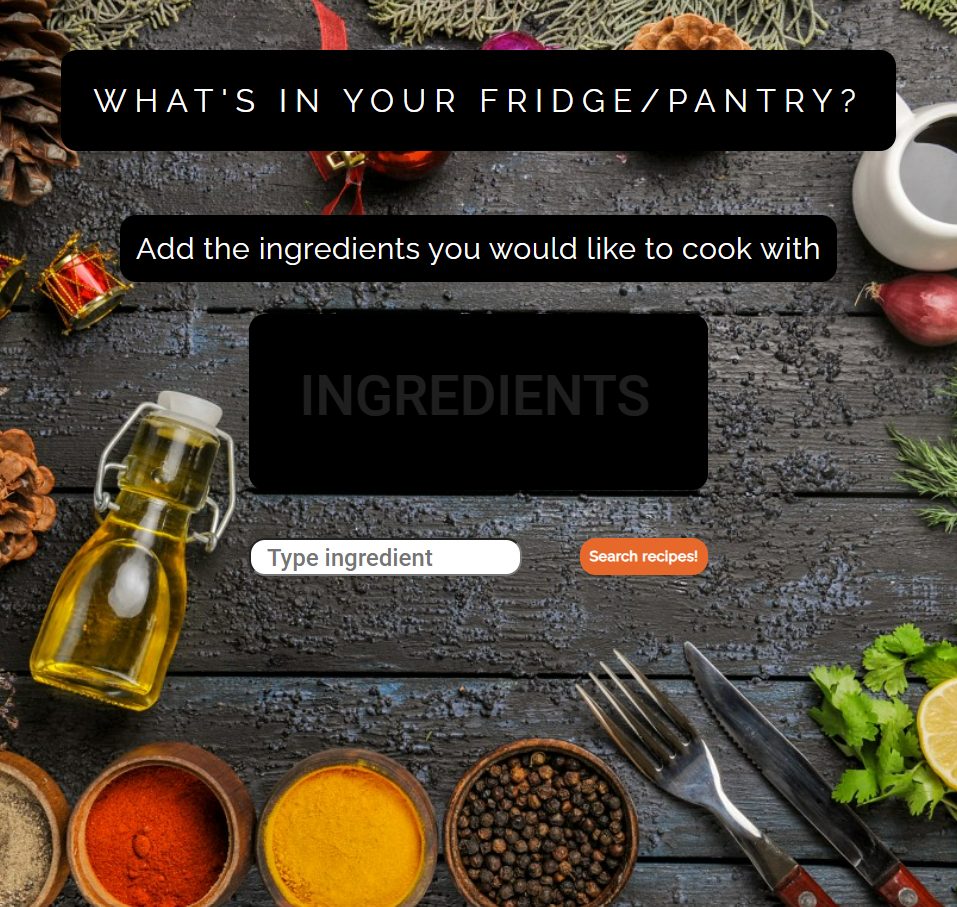 WHAT'S IN YOUR FRIDGE/PANTRY?
Add the ingredients you would like to cook with
INGREDIENTS
Type ingredient
Search recipes!